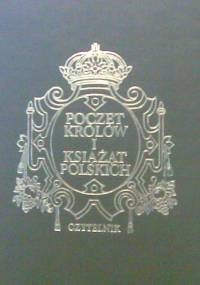 POCZET
KRÓLÓW
I
KSIĄŻĄT
POLSKICH
CZYTELNIK